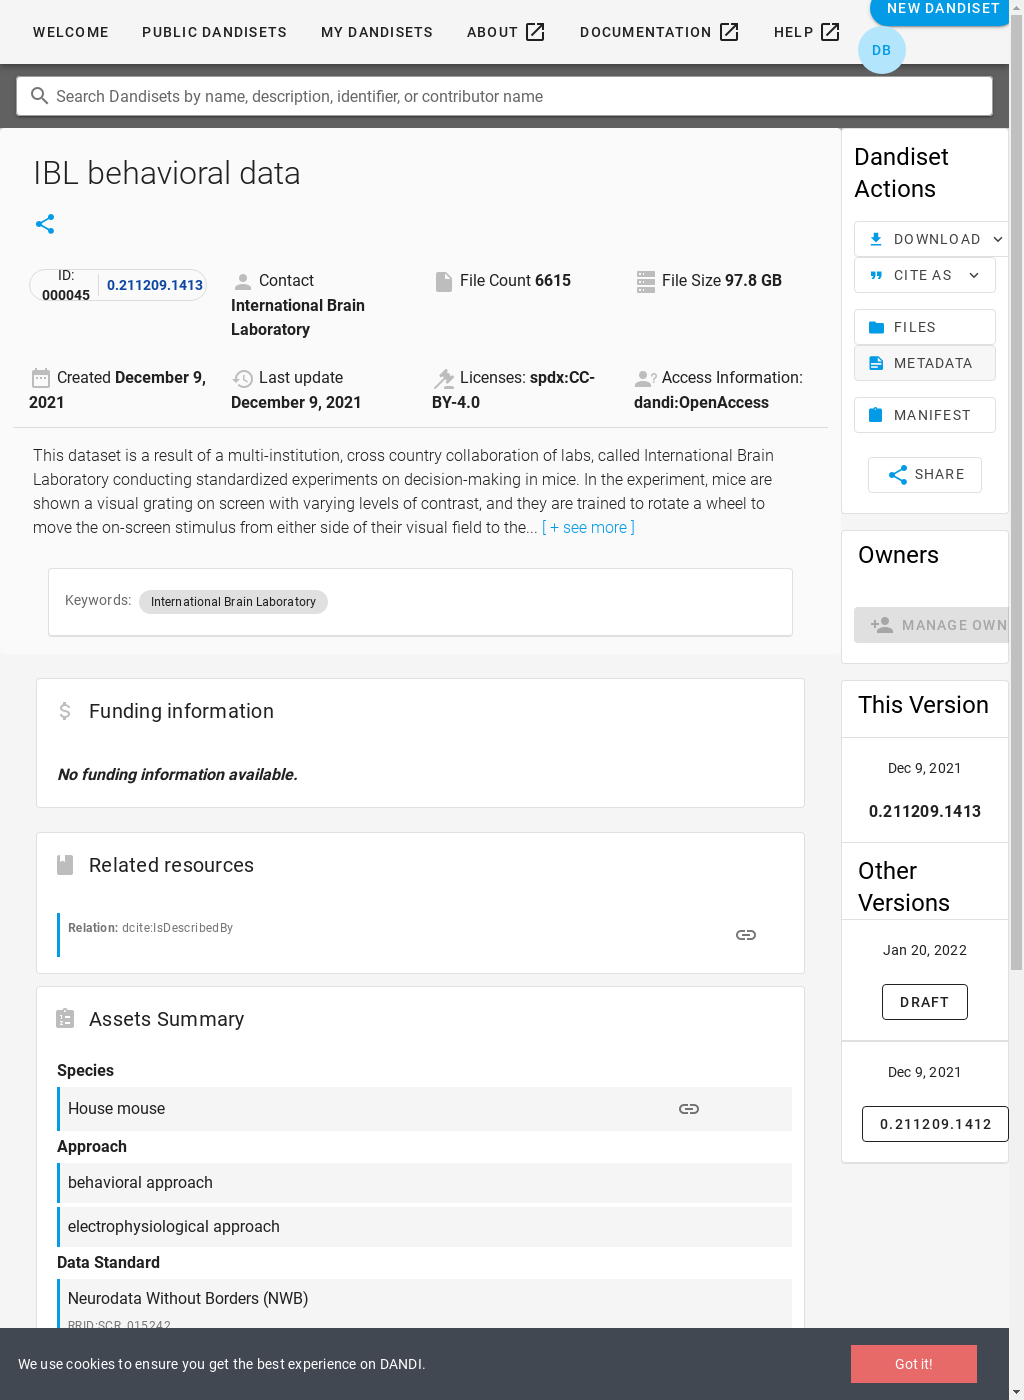 WELCOME
PUBLIC DANDISETS
MY DANDISETS
ABOUT
DOCUMENTATION
HELP
NEW DANDISET
DB
Search Dandisets by name, description, identifier, or contributor name
IBL behavioral data
ID:
000045
0.211209.1413
Contact
International Brain
Laboratory
File Count 6615
File Size 97.8 GB
Created December 9,
2021
Last update
December 9, 2021
Licenses: spdx:CC-
BY-4.0
Access Information:
dandi:OpenAccess
This dataset is a result of a multi-institution, cross country collaboration of labs, called International Brain
Laboratory conducting standardized experiments on decision-making in mice. In the experiment, mice are
shown a visual grating on screen with varying levels of contrast, and they are trained to rotate a wheel to
move the on-screen stimulus from either side of their visual field to the... [ + see more ]
Keywords:
International Brain Laboratory
Funding information
No funding information available.
Related resources
Relation: dcite:IsDescribedBy
Assets Summary
Species
House mouse
Approach
behavioral approach
electrophysiological approach
Data Standard
Neurodata Without Borders (NWB)
RRID:SCR_015242
Dandiset
Actions
DOWNLOAD
CITE AS
FILES
METADATA
MANIFEST
SHARE
Owners
MANAGE OWN
This Version
Dec 9, 2021
0.211209.1413
Other
Versions
Jan 20, 2022
DRAFT
Dec 9, 2021
0.211209.1412
We use cookies to ensure you get the best experience on DANDI.
Got it!